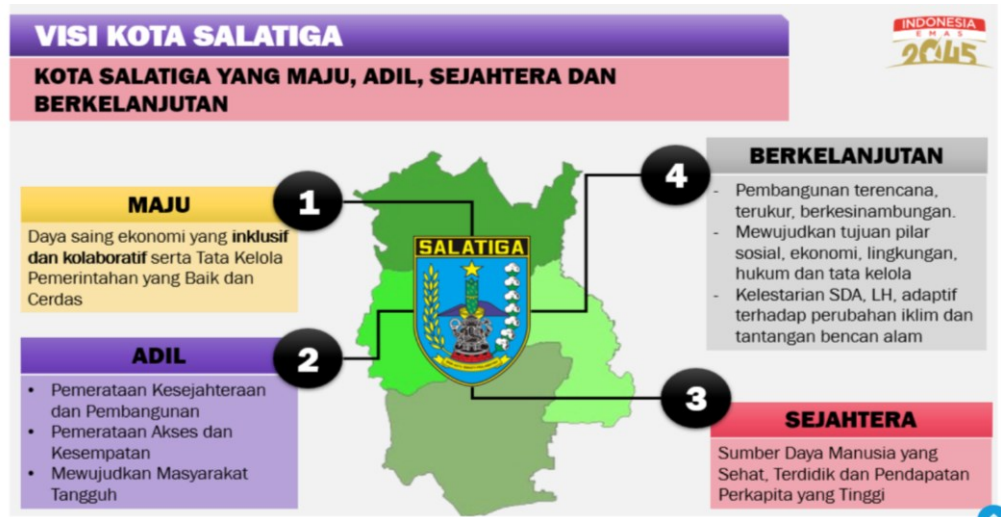 VISI KOTA SALATIGA
KOTA SALATIGA YANG MAJU, ADIL, SEJAHTERA DAN
BERKELANJUTAN
INDONESIA
EMAS
2045
1
MAJU
Daya saing ekonomi yang inklusif
dan kolaboratif serta Tata Kelola
Pemerintahan yang Baik dan
Cerdas
2
ADIL
• Pemerataan Kesejahteraan
dan Pembangunan
• Pemerataan Akses dan
Kesempatan
• Mewujudkan Masyarakat
Tangguh
SALATIGA
3
SEJAHTERA
Sumber Daya Manusia yang
Sehat, Terdidik dan Pendapatan
Perkapita yang Tinggi
4
BERKELANJUTAN
- Pembangunan terencana,
terukur, berkesinambungan.
- Mewujudkan tujuan pilar
sosial, ekonomi, lingkungan,
hukum dan tata kelola
- Kelestarian SDA, LH, adaptif
terhadap perubahan iklim dan
tantangan bencan alam